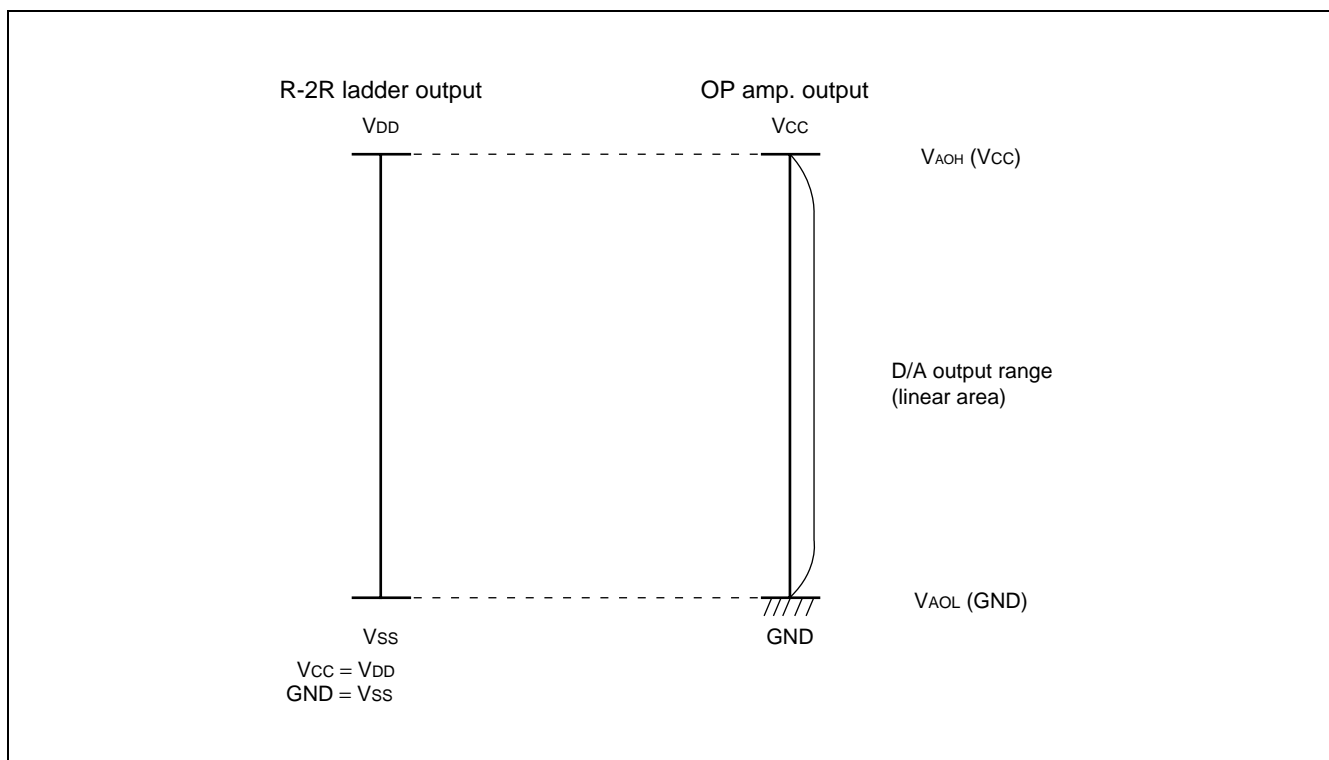 R-2R ladder output
OP amp. output
VDD
VCC
VAOH (VCC)
D/A output range
(linear area)
VAOL (GND)
VSS
GND
VCC = VDD
GND = VSS